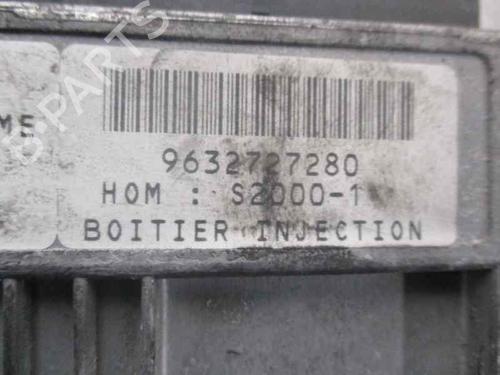 ME
9632727280
HOM : S2000-1
BOITIER INJECTION
B-PARTS